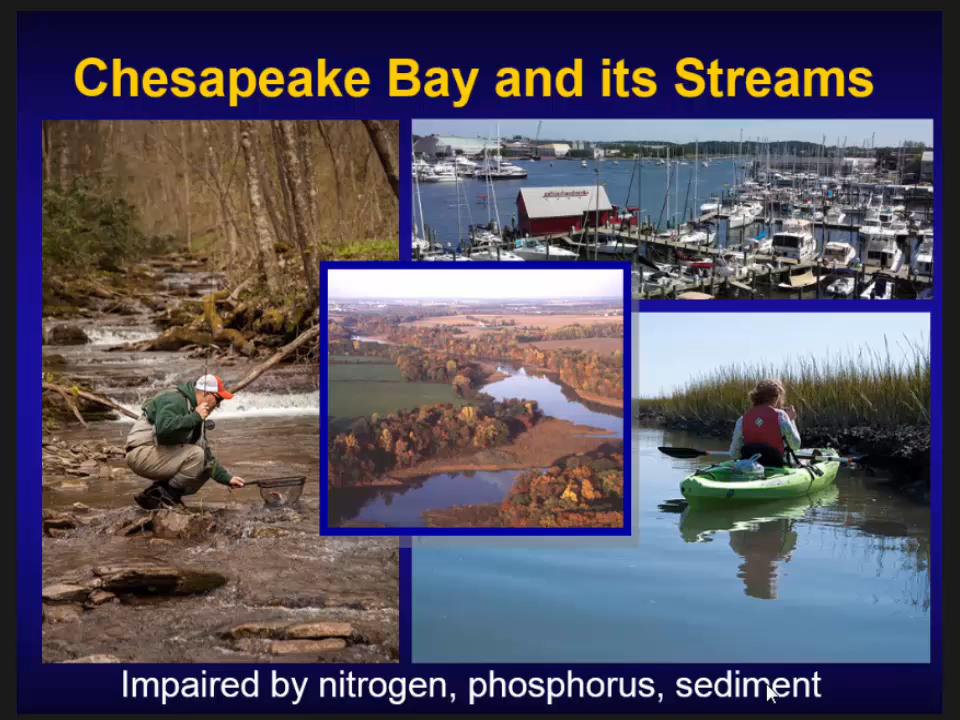 Chesapeake Bay and its Streams
Impaired by nitrogen, phosphorus, sediment